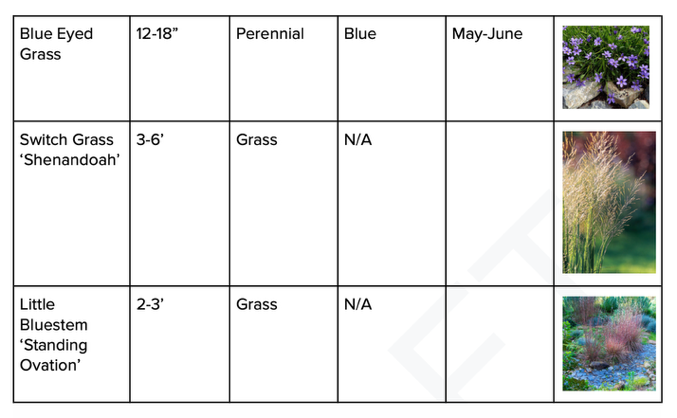 Blue Eyed
Grass
12-18”
Perennial
Blue
May-June
Switch Grass
‘Shenandoah’
3-6’
Grass
N/A
Little
Bluestem
‘Standing
Ovation’
2-3’
Grass
N/A